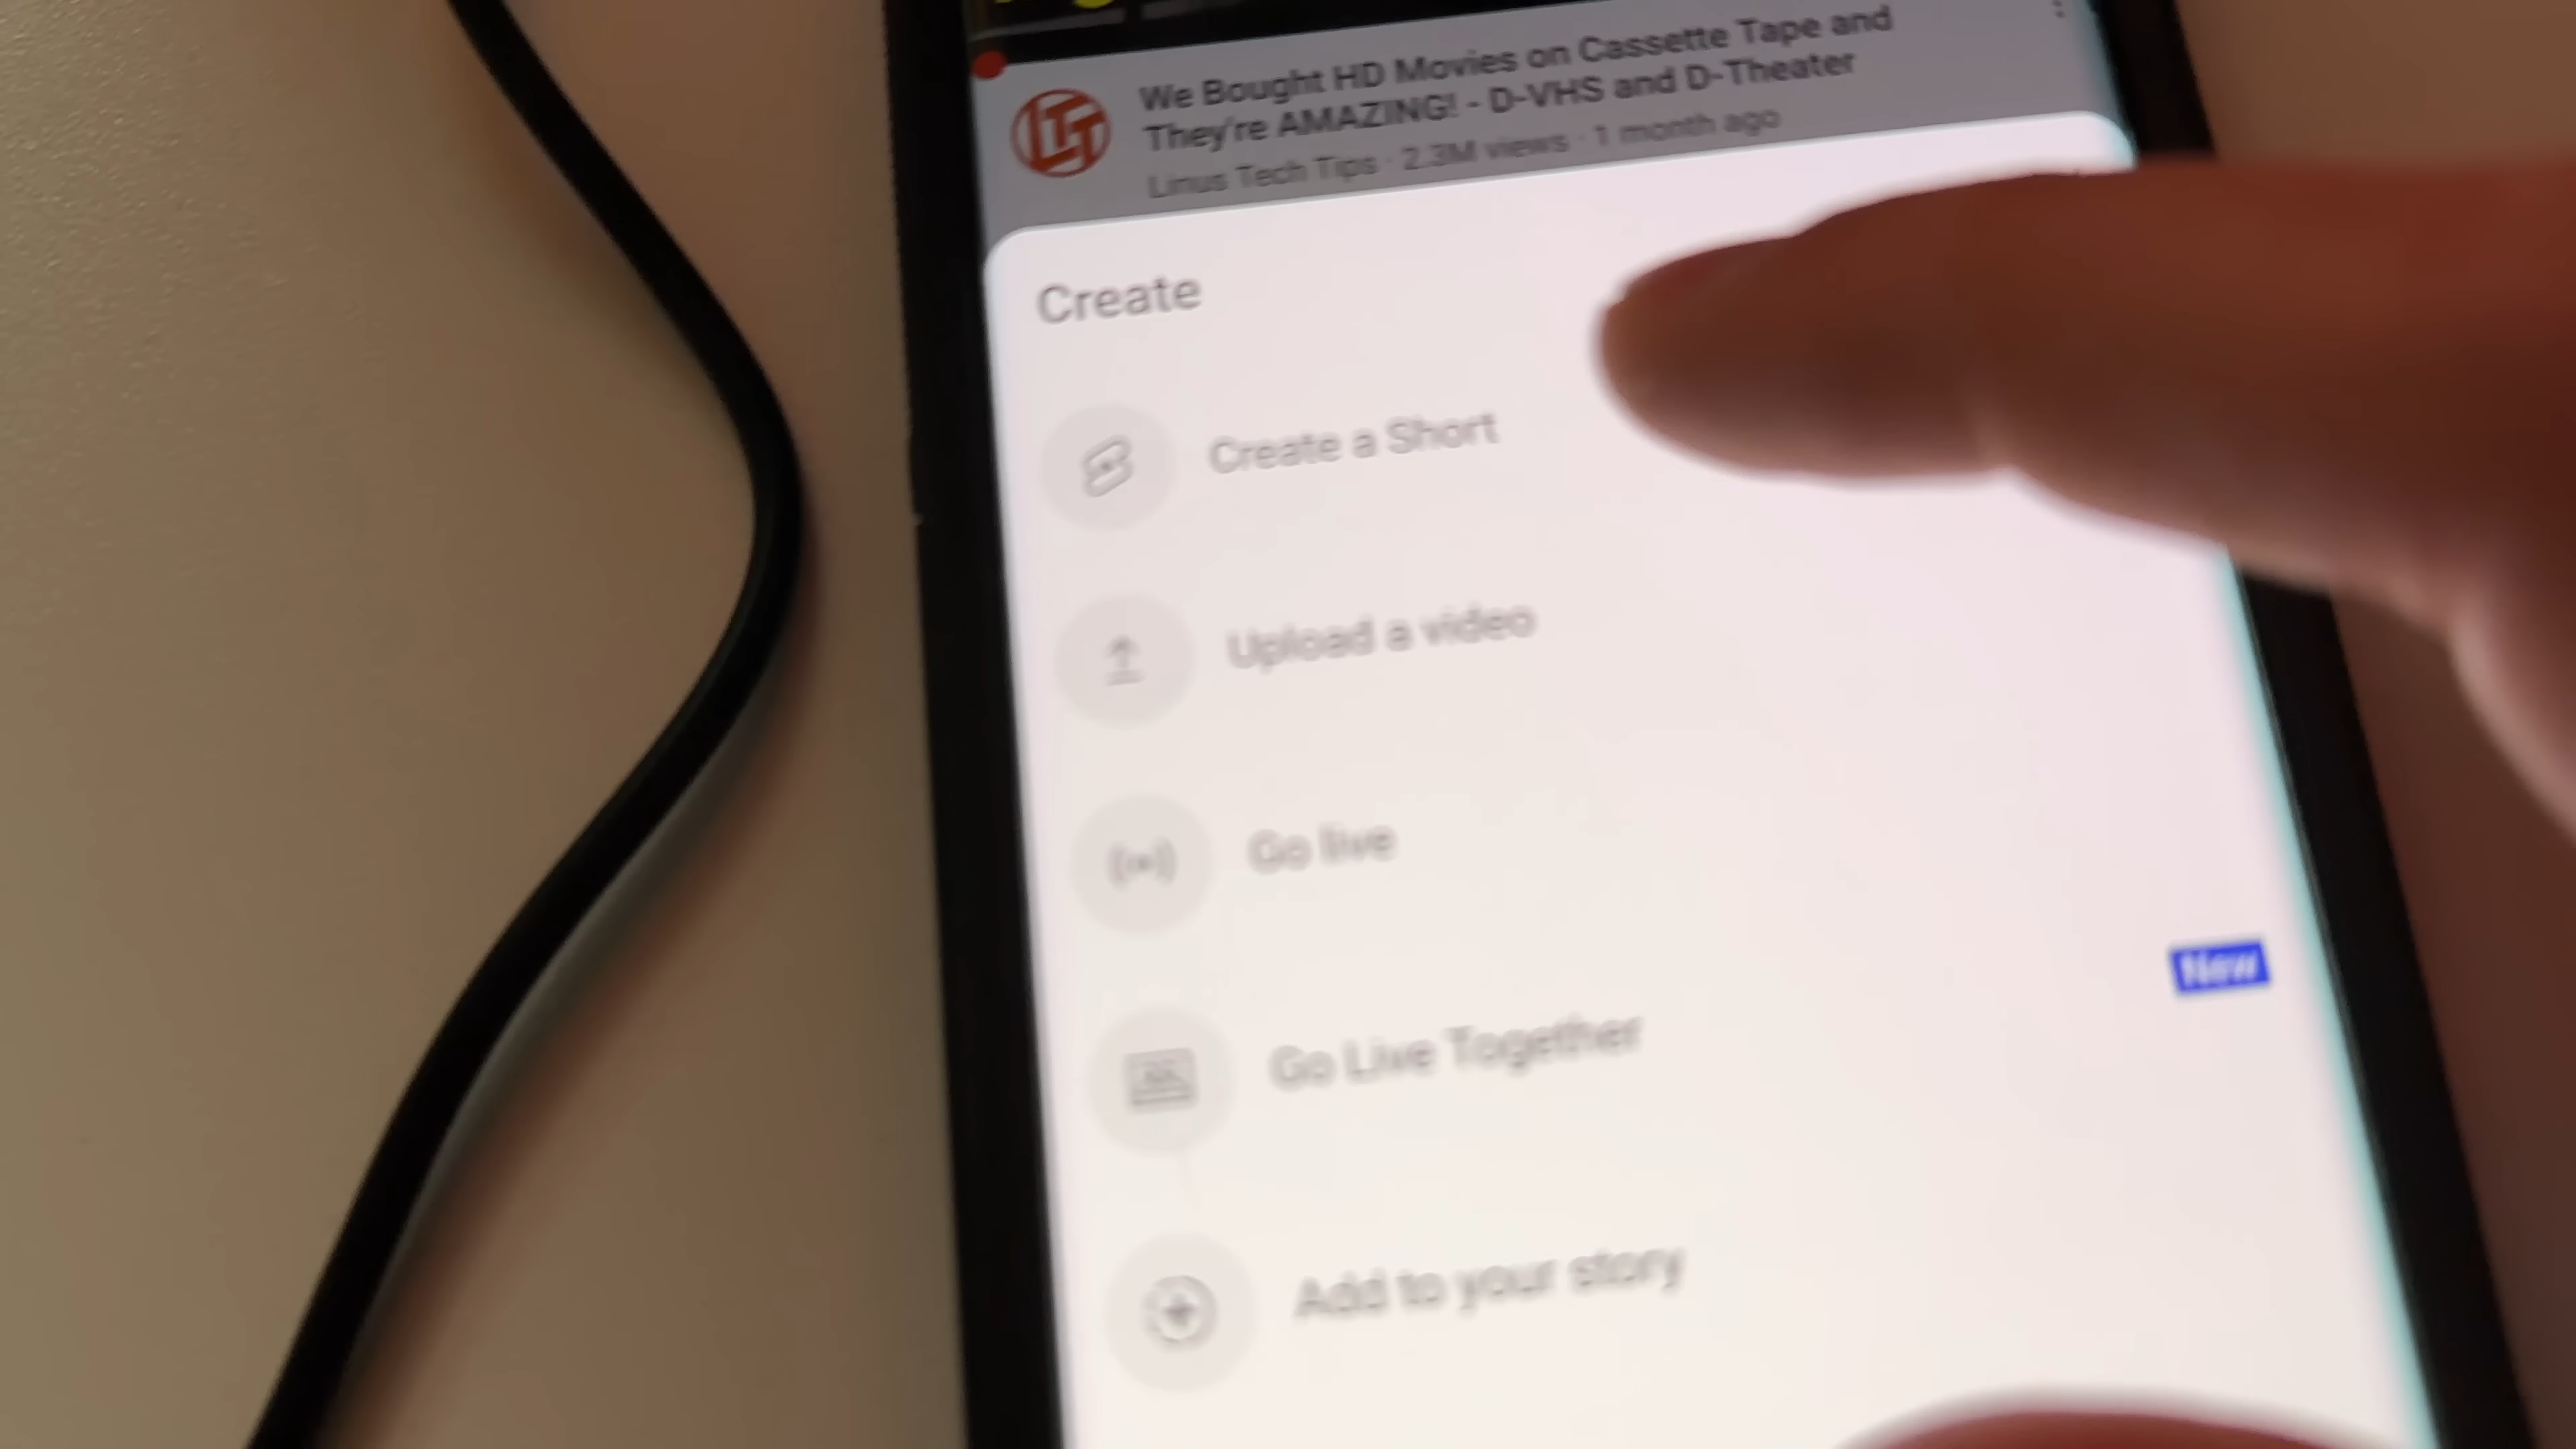 We Bought HD Movies on Cassette Tape and
They're AMAZING! - D-VHS and D-Theater
Linus Tech Tips · 2.3M views · 1 month ago
LTT
Create
Create a Short
Upload a video
Go live
New
Go Live Together
Add to your story